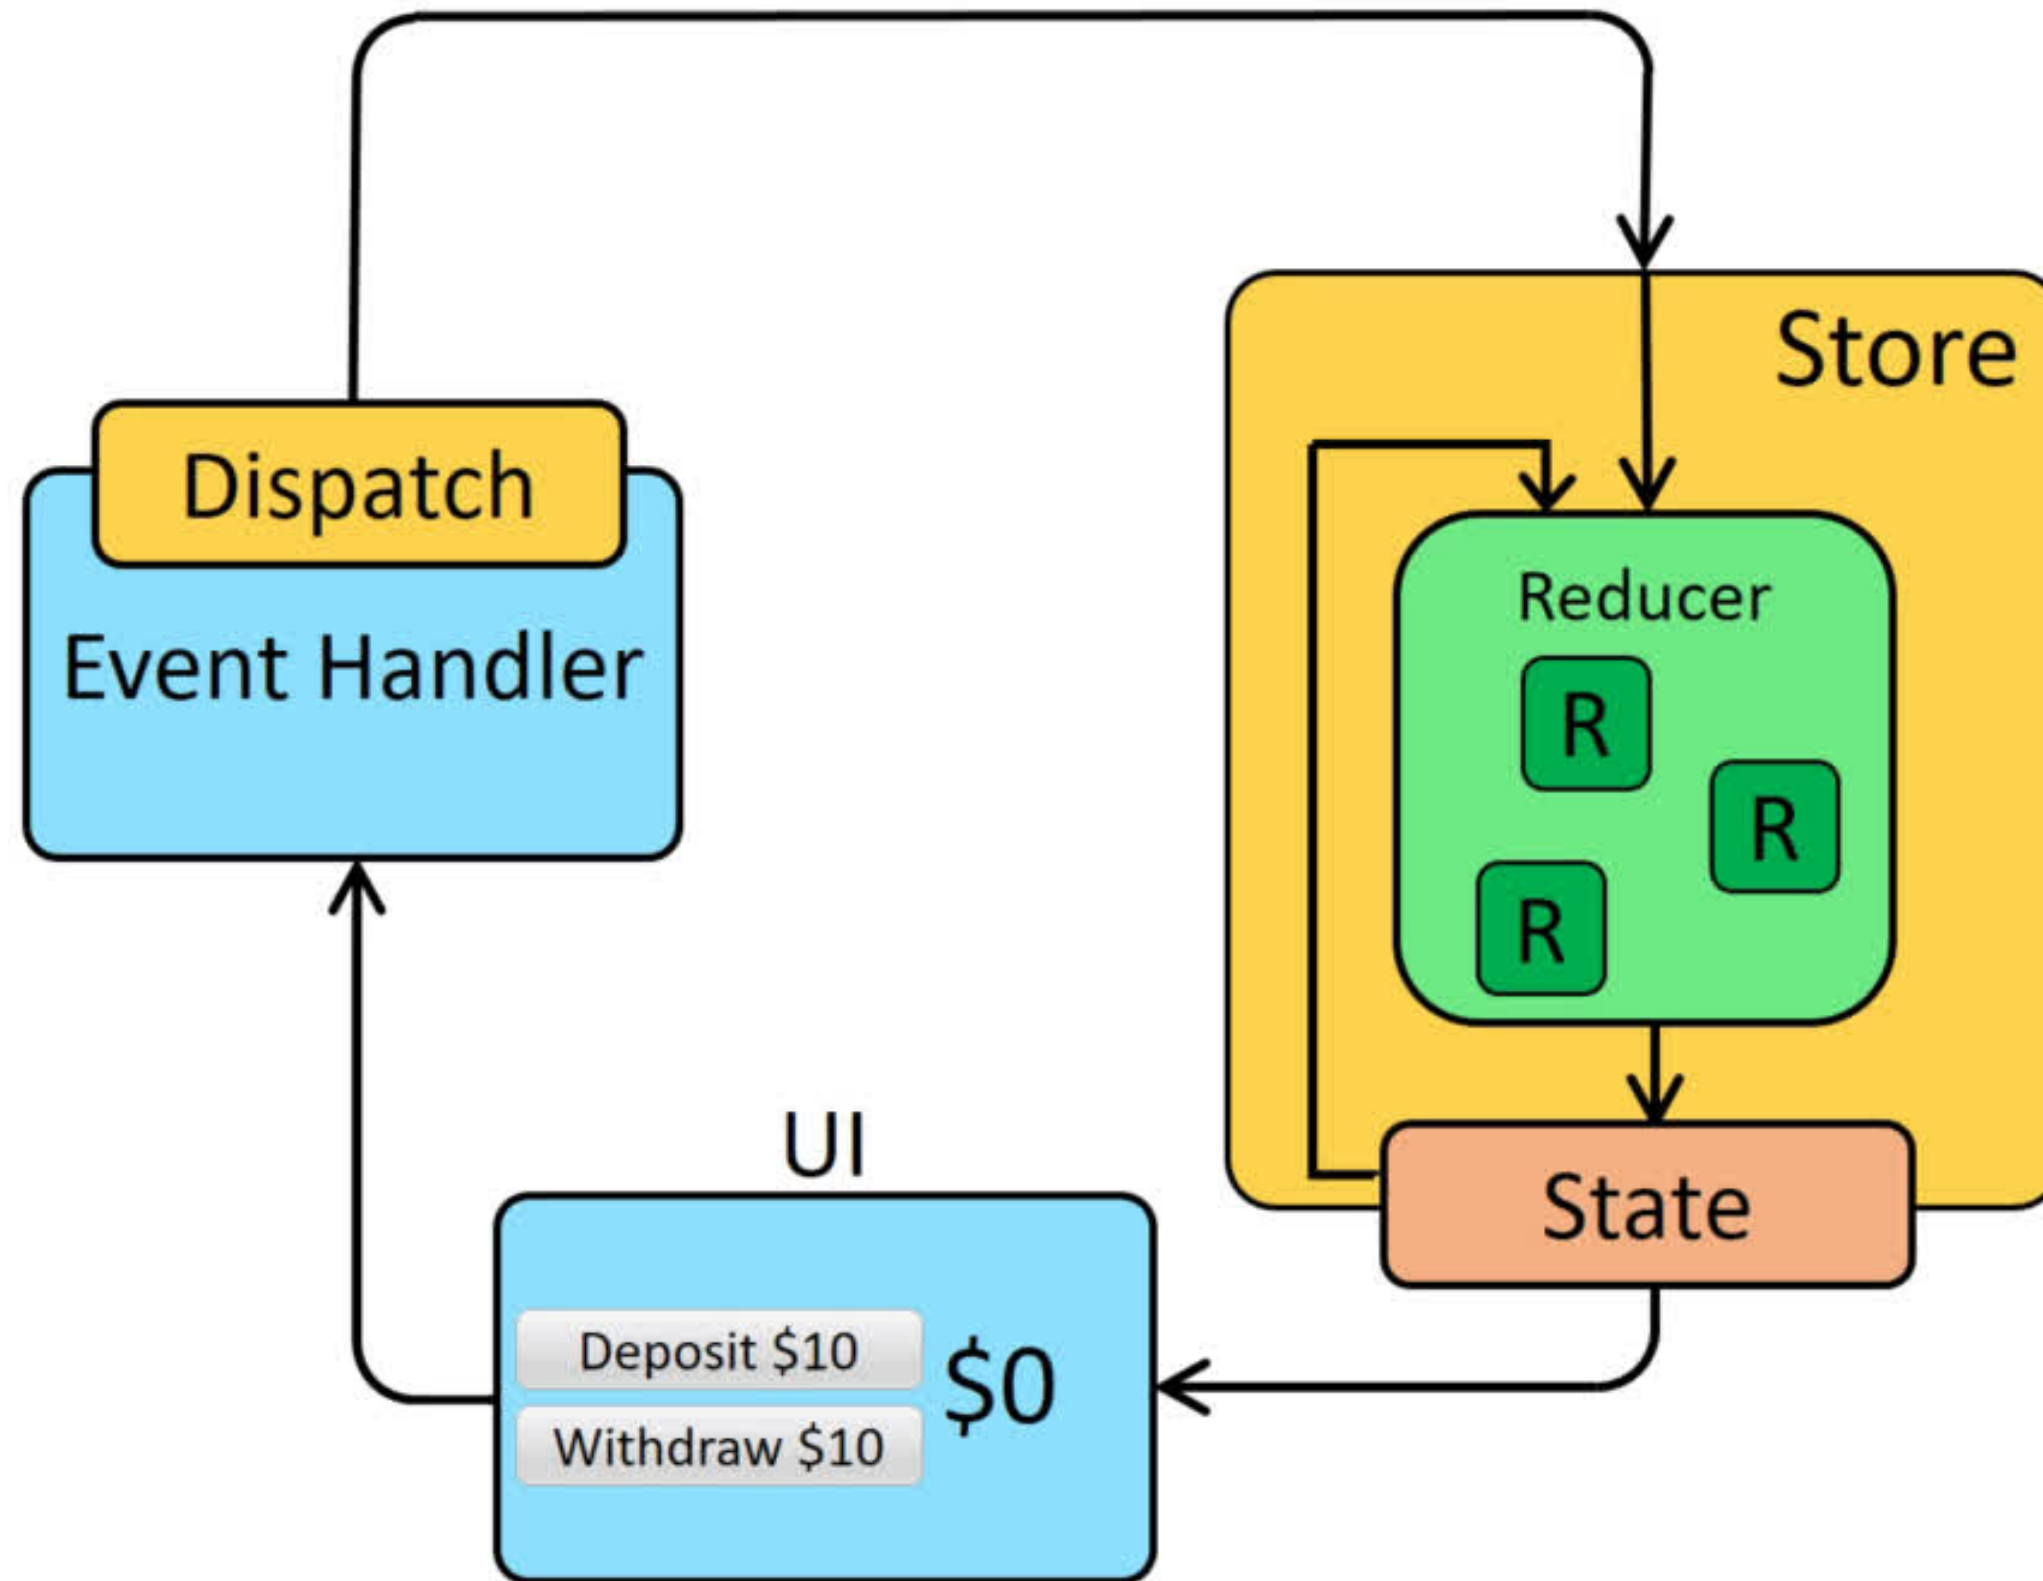 Dispatch
Event Handler
Store
Reducer
R
R
R
State
UI
Deposit $10
Withdraw $10
$0